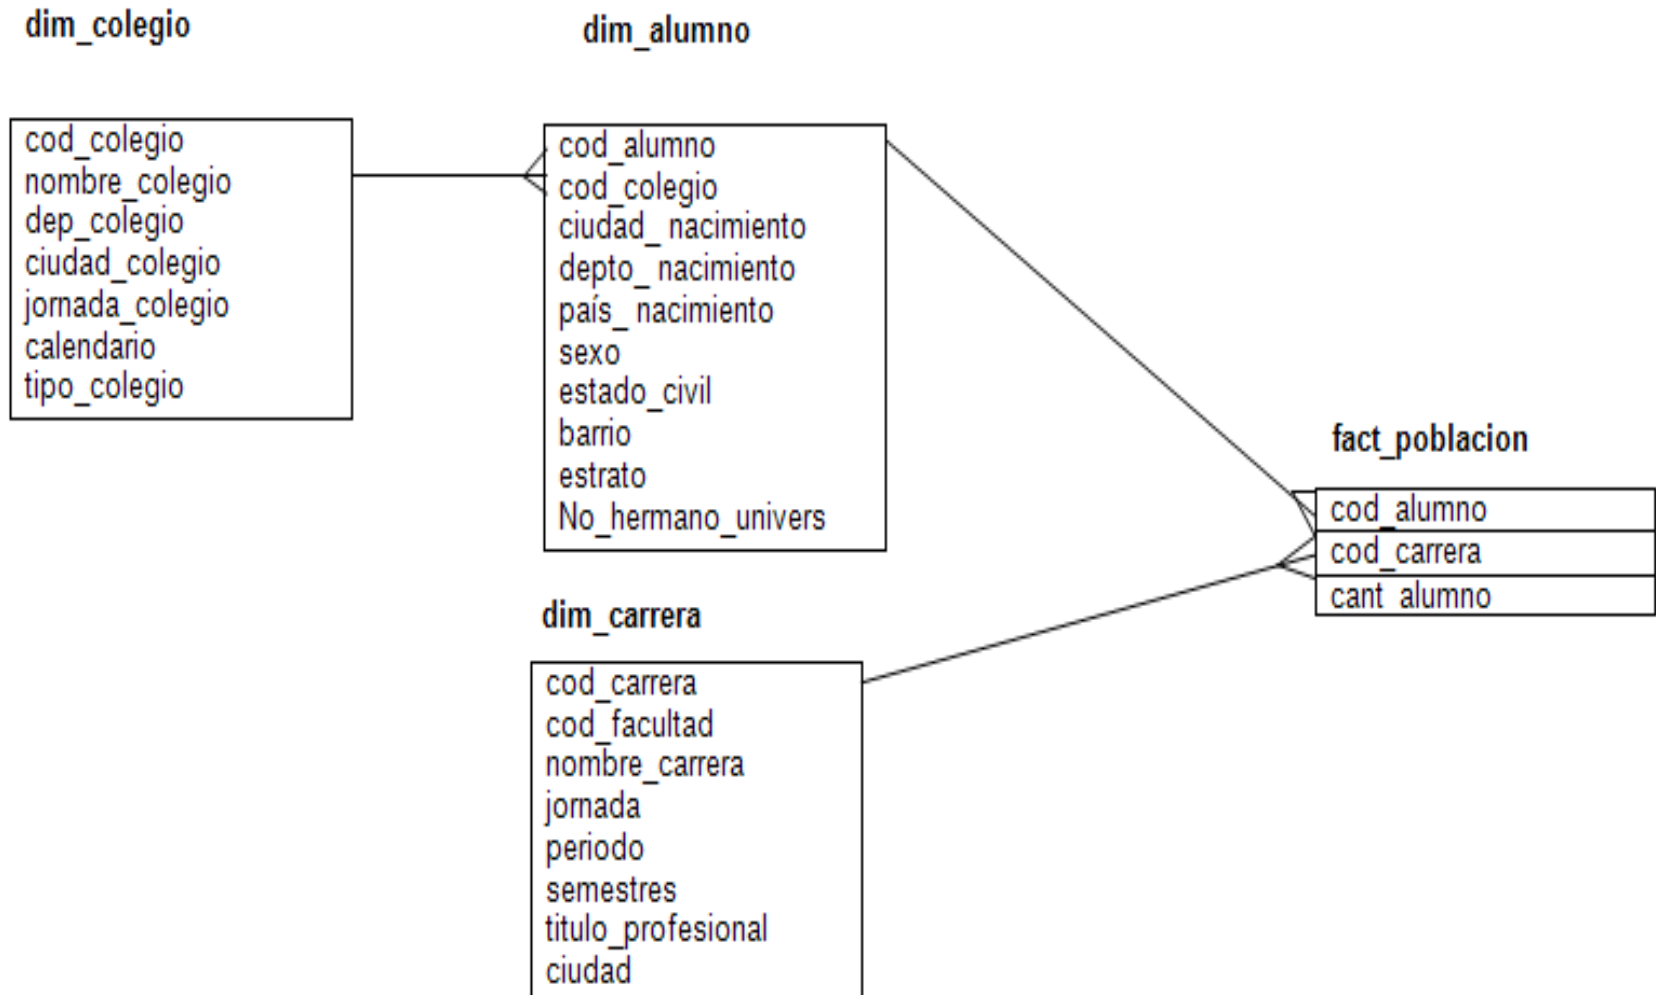 dim_colegio
cod_colegio
nombre_colegio
dep_colegio
ciudad_colegio
jornada_colegio
calendario
tipo_colegio
dim_alumno
cod_alumno
cod_colegio
ciudad_ nacimiento
depto_ nacimiento
país_ nacimiento
sexo
estado_civil
barrio
estrato
No_hermano_univers
dim_carrera
cod_carrera
cod_facultad
nombre_carrera
jornada
periodo
semestres
titulo_profesional
ciudad
fact_poblacion
cod_alumno
cod_carrera
cant_alumno